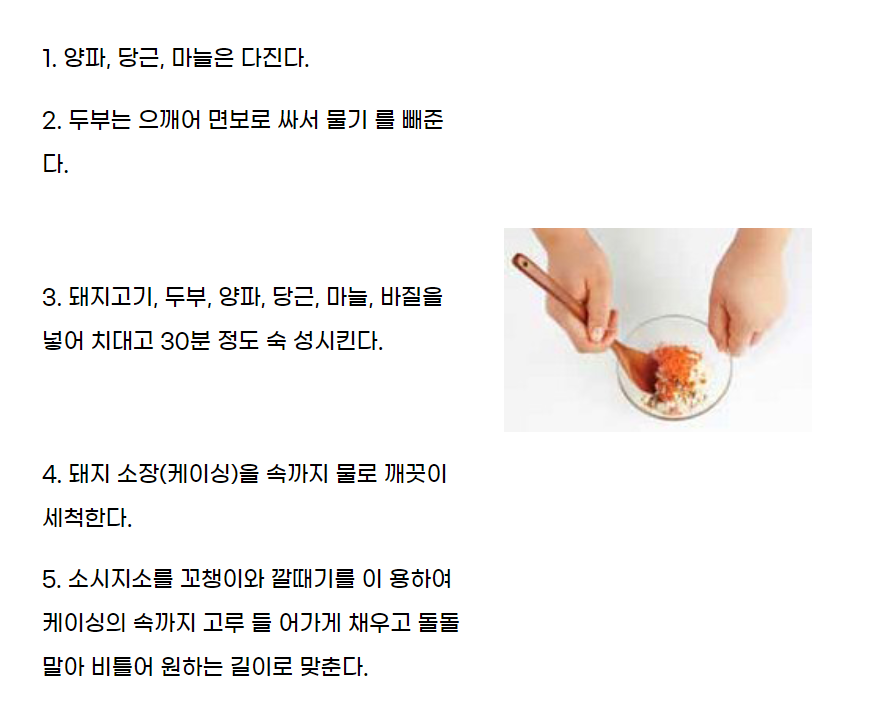 1. 양파, 당근, 마늘은 다진다.
2. 두부는 으깨어 면보로 싸서 물기 를 빼준
다.
3. 돼지고기, 두부, 양파, 당근, 마늘, 바질을
넣어 치대고 30분 정도 숙 성시킨다.
4. 돼지 소장(케이싱)을 속까지 물로 깨끗이
세척한다.
5. 소시지소를 꼬챙이와 깔때기를 이 용하여
케이싱의 속까지 고루 들 어가게 채우고 돌돌
말아 비틀어 원하는 길이로 맞춘다.